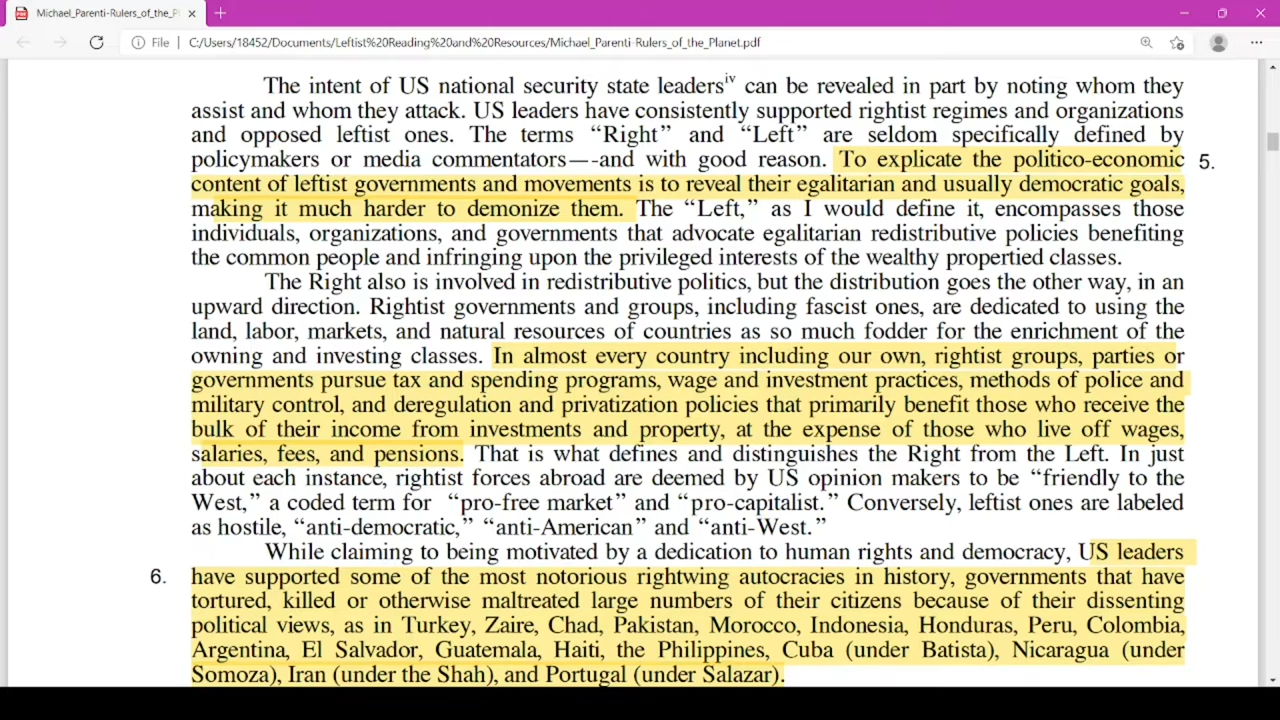 Michael_Parenti-Rulers_of_the_P
File
C:/Users/18452/Documents/Leftist%20Reading%20and%20Resources/Michael_Parenti-Rulers_of_the_Planet.pdf
The intent of US national security state leadersiv can be revealed in part by noting whom they
assist and whom they attack. US leaders have consistently supported rightist regimes and organizations
and opposed leftist ones. The terms “Right” and “Left” are seldom specifically defined by
policymakers or media commentators—-and with good reason. To explicate the politico-economic 5.
content of leftist governments and movements is to reveal their egalitarian and usually democratic goals,
making it much harder to demonize them. The “Left,” as I would define it, encompasses those
individuals, organizations, and governments that advocate egalitarian redistributive policies benefiting
the common people and infringing upon the privileged interests of the wealthy propertied classes.
The Right also is involved in redistributive politics, but the distribution goes the other way, in an
upward direction. Rightist governments and groups, including fascist ones, are dedicated to using the
land, labor, markets, and natural resources of countries as so much fodder for the enrichment of the
owning and investing classes. In almost every country including our own, rightist groups, parties or
governments pursue tax and spending programs, wage and investment practices, methods of police and
military control, and deregulation and privatization policies that primarily benefit those who receive the
bulk of their income from investments and property, at the expense of those who live off wages,
salaries, fees, and pensions. That is what defines and distinguishes the Right from the Left. In just
about each instance, rightist forces abroad are deemed by US opinion makers to be “friendly to the
West,” a coded term for “pro-free market” and “pro-capitalist.” Conversely, leftist ones are labeled
as hostile, “anti-democratic,” “anti-American” and “anti-West.”
While claiming to being motivated by a dedication to human rights and democracy, US leaders
6. have supported some of the most notorious rightwing autocracies in history, governments that have
tortured, killed or otherwise maltreated large numbers of their citizens because of their dissenting
political views, as in Turkey, Zaire, Chad, Pakistan, Morocco, Indonesia, Honduras, Peru, Colombia,
Argentina, El Salvador, Guatemala, Haiti, the Philippines, Cuba (under Batista), Nicaragua (under
Somoza), Iran (under the Shah), and Portugal (under Salazar).